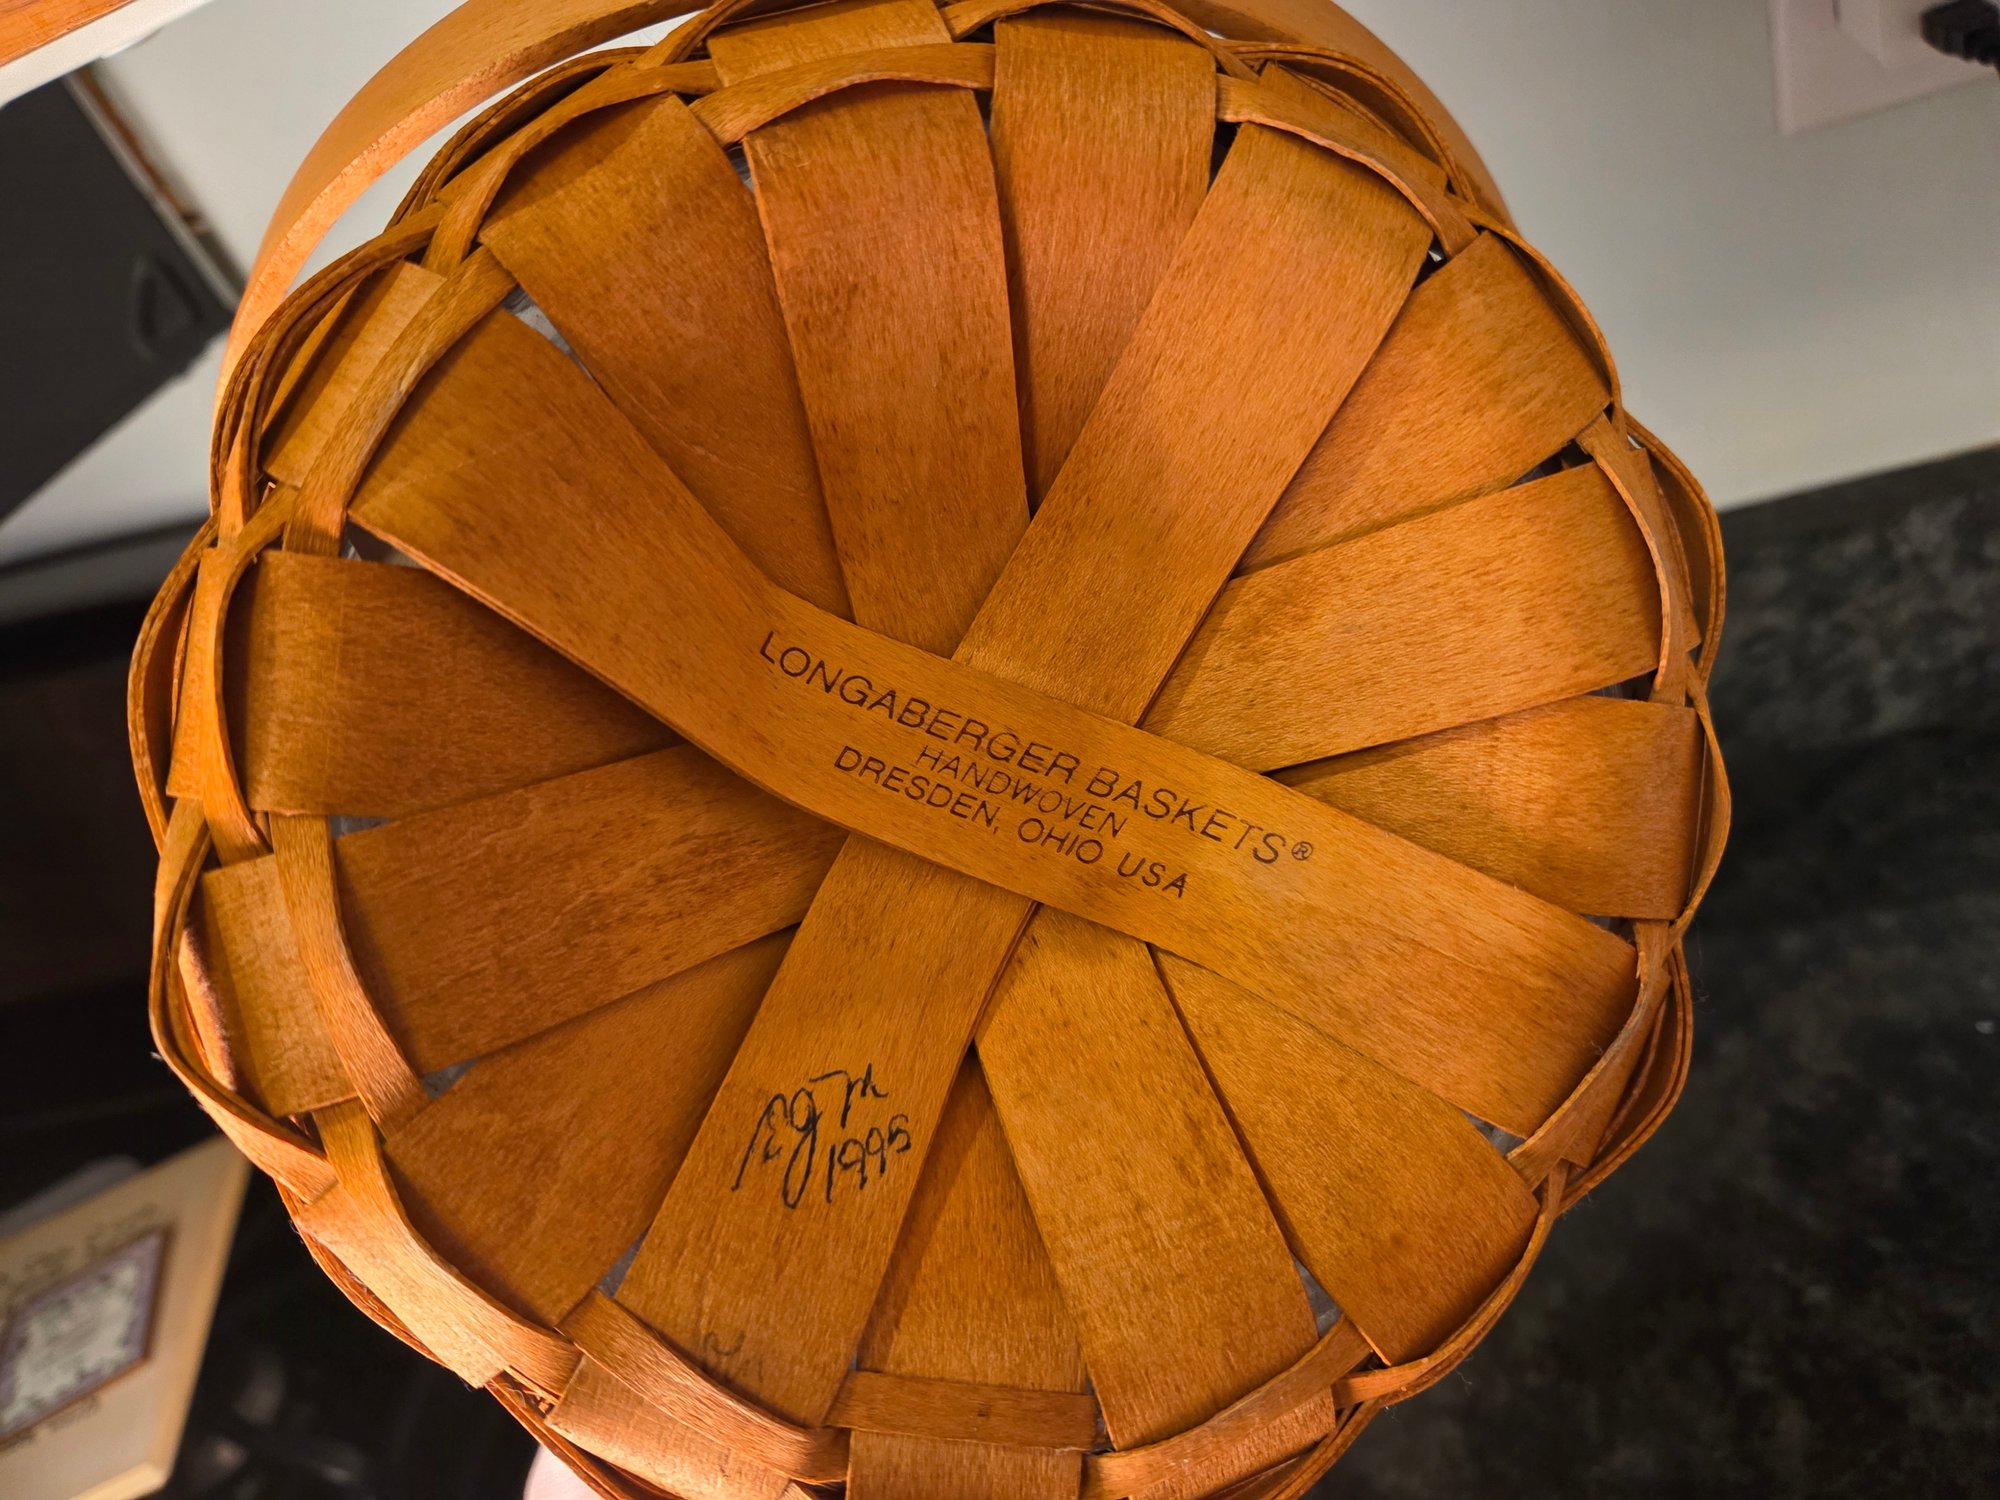 LONGABERGER BASKETS®
HANDWOVEN
DRESDEN, OHIO USA
1995